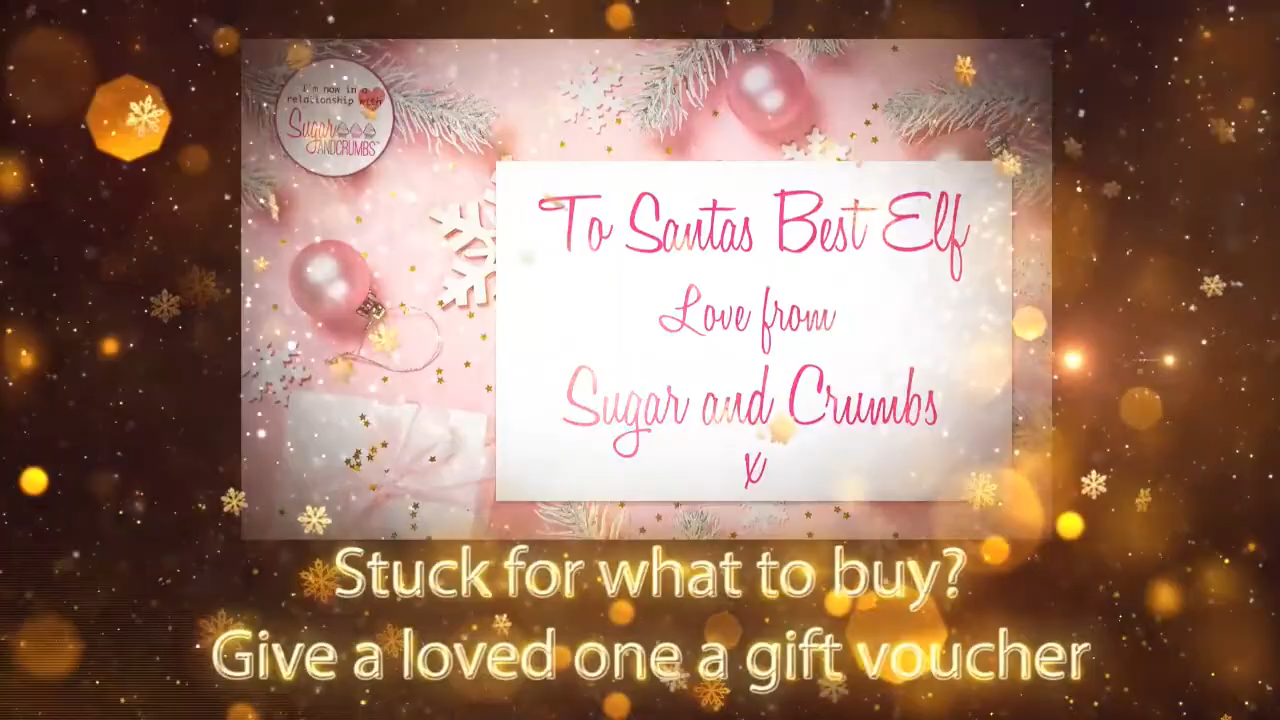 I'm now in a
relationship with
Sugar
ANDCRUMBS
To Santas Best Elf
Love from
Sugar and Crumbs
x
Stuck for what to buy?
Give a loved one a gift voucher